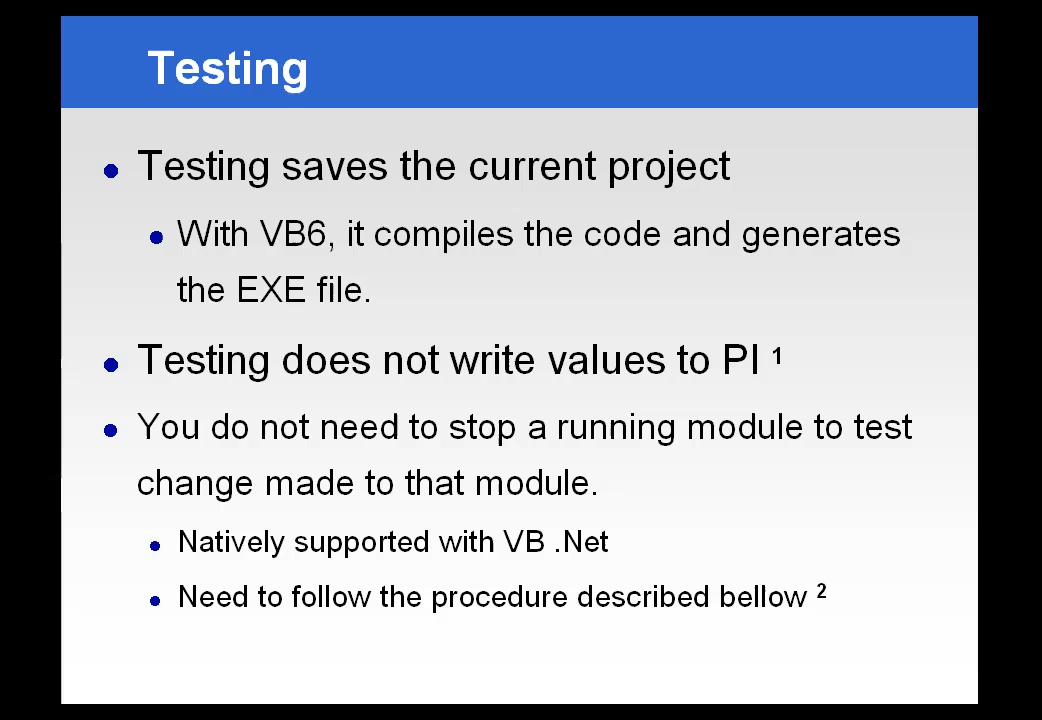 Testing
Testing saves the current project
With VB6, it compiles the code and generates
the EXE file.
Testing does not write values to PI 1
You do not need to stop a running module to test
change made to that module.
Natively supported with VB .Net
Need to follow the procedure described bellow 2